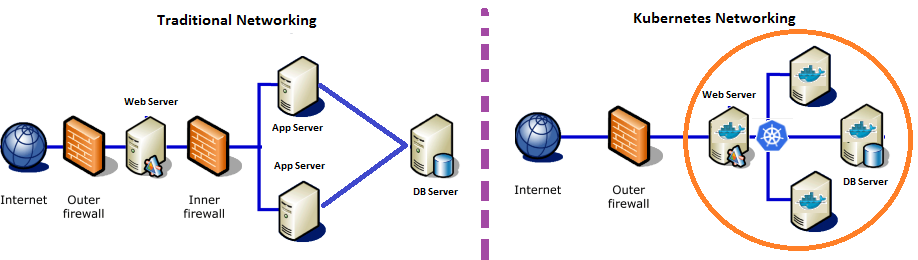 Traditional Networking
Kubernetes Networking
Web Server
App Server
App Server
DB Server
Internet
Outer
firewall
Inner
firewall
Web Server
DB Server
Internet
Outer
firewall